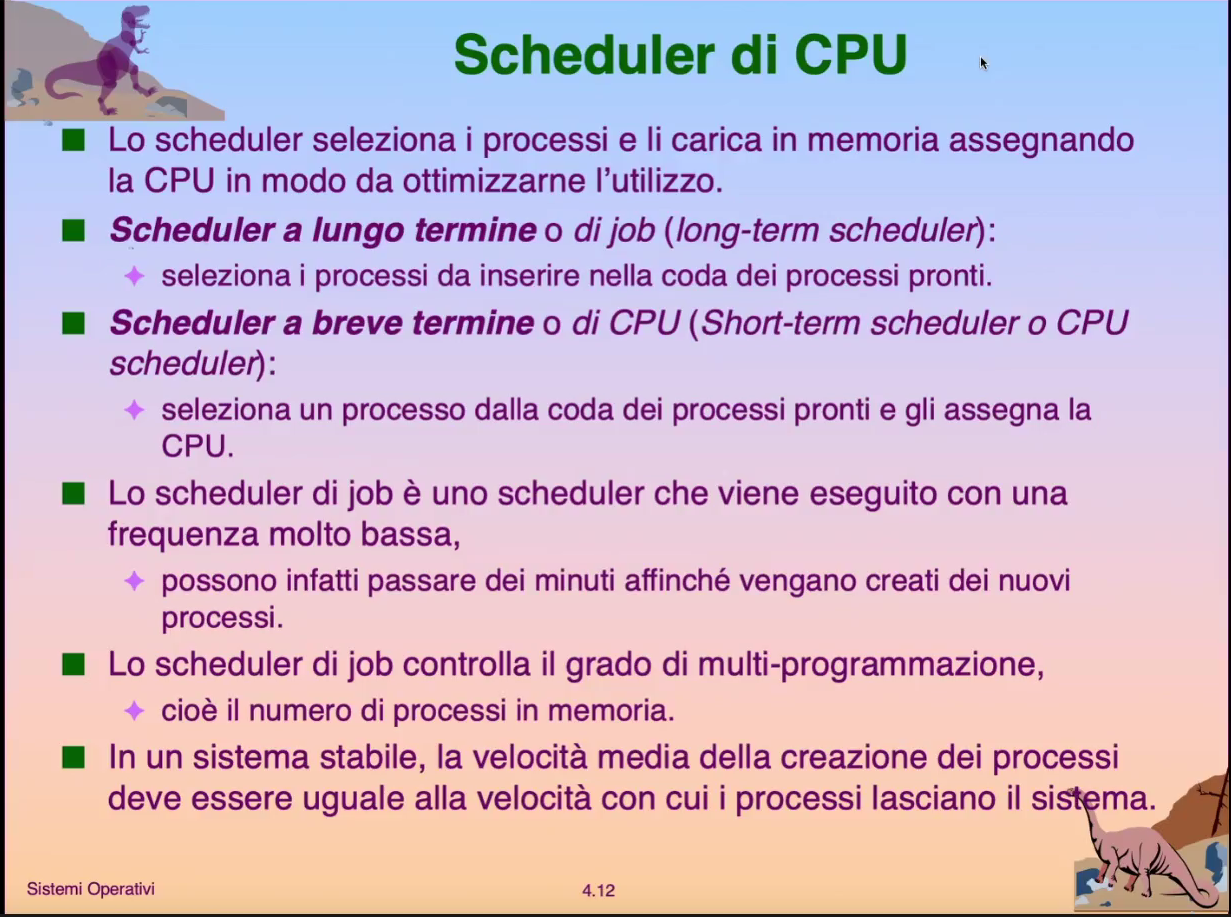 Scheduler di CPU
Lo scheduler seleziona i processi e li carica in memoria assegnando
la CPU in modo da ottimizzarne l’utilizzo.
Scheduler a lungo termine o di job (long-term scheduler):
seleziona i processi da inserire nella coda dei processi pronti.
Scheduler a breve termine o di CPU (Short-term scheduler o CPU
scheduler):
seleziona un processo dalla coda dei processi pronti e gli assegna la
CPU.
Lo scheduler di job è uno scheduler che viene eseguito con una
frequenza molto bassa,
possono infatti passare dei minuti affinché vengano creati dei nuovi
processi.
Lo scheduler di job controlla il grado di multi-programmazione,
cioè il numero di processi in memoria.
In un sistema stabile, la velocità media della creazione dei processi
deve essere uguale alla velocità con cui i processi lasciano il sistema.
Sistemi Operativi
4.12